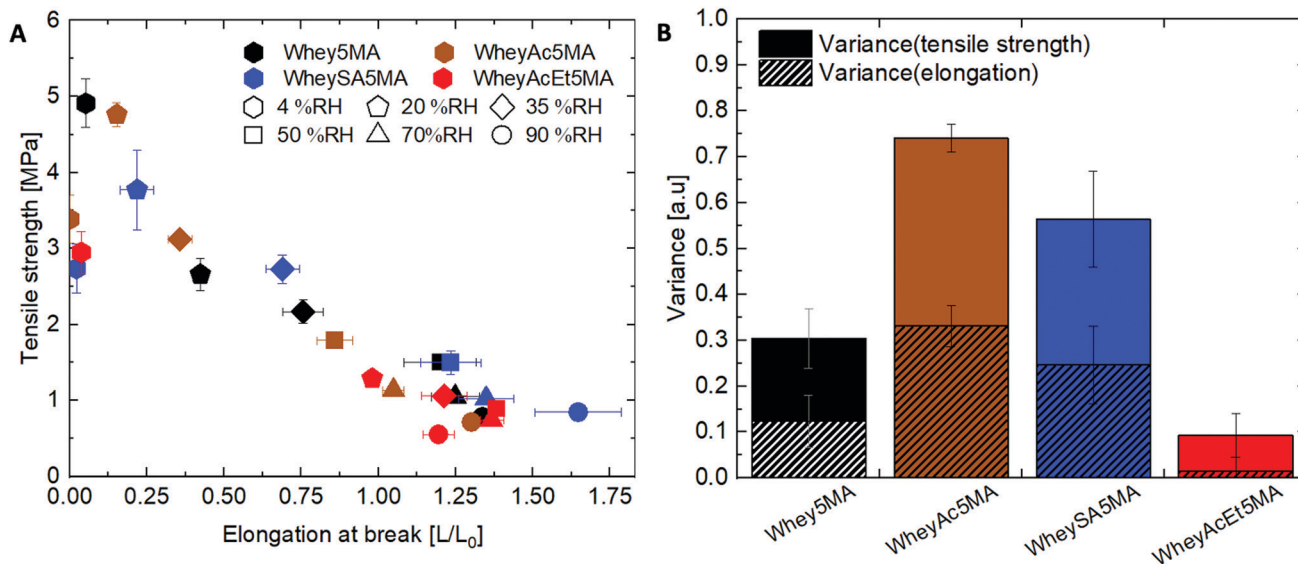 A
Tensile strength [MPa]
6
5
4
3
2
1
0
Whey5MA WheyAc5MA
WheySA5MA WheyAcEt5MA
4 %RH 20 %RH 35 %RH
50 %RH 70%RH 90 %RH
0.00 0.25 0.50 0.75 1.00 1.25 1.50 1.75
Elongation at break [L/L₀]
B
Variance [a.u]
1.0
0.9
0.8
0.7
0.6
0.5
0.4
0.3
0.2
0.1
0.0
Variance(tensile strength)
Variance(elongation)
Whey5MA WheyAc5MA WheySA5MA WheyAcEt5MA